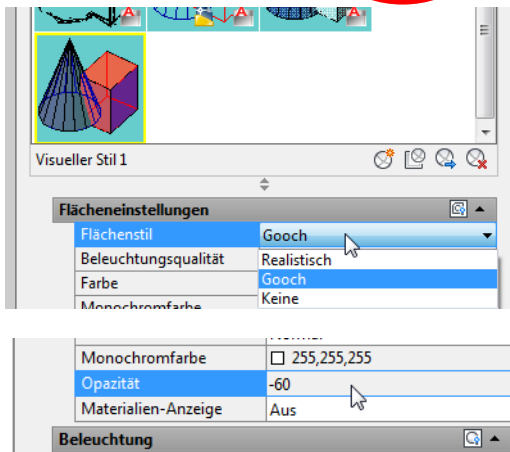 Visueller Stil 1
Flächeneinstellungen
Flächenstil Gooch
Beleuchtungsqualität Realistisch
Farbe Gooch
Monochromfarbe Keine
Monochromfarbe 255,255,255
Opazität -60
Materialien-Anzeige Aus
Beleuchtung